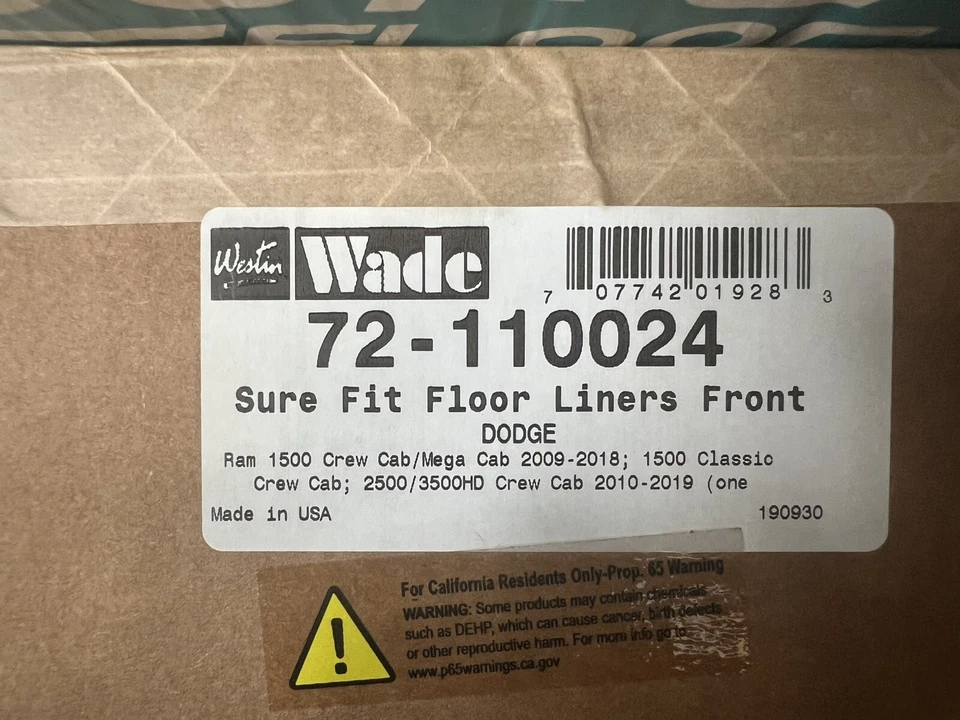 Westin Wade
7 07742 01928 3
72-110024
Sure Fit Floor Liners Front
DODGE
Ram 1500 Crew Cab/Mega Cab 2009-2018; 1500 Classic
Crew Cab; 2500/3500HD Crew Cab 2010-2019 (one
Made in USA 190930
For California Residents Only-Prop. 65 Warning
WARNING: Some products may contain chemicals
such as DEHP, which can cause cancer, birth defects
or other reproductive harm. For more info go to
www.p65warnings.ca.gov